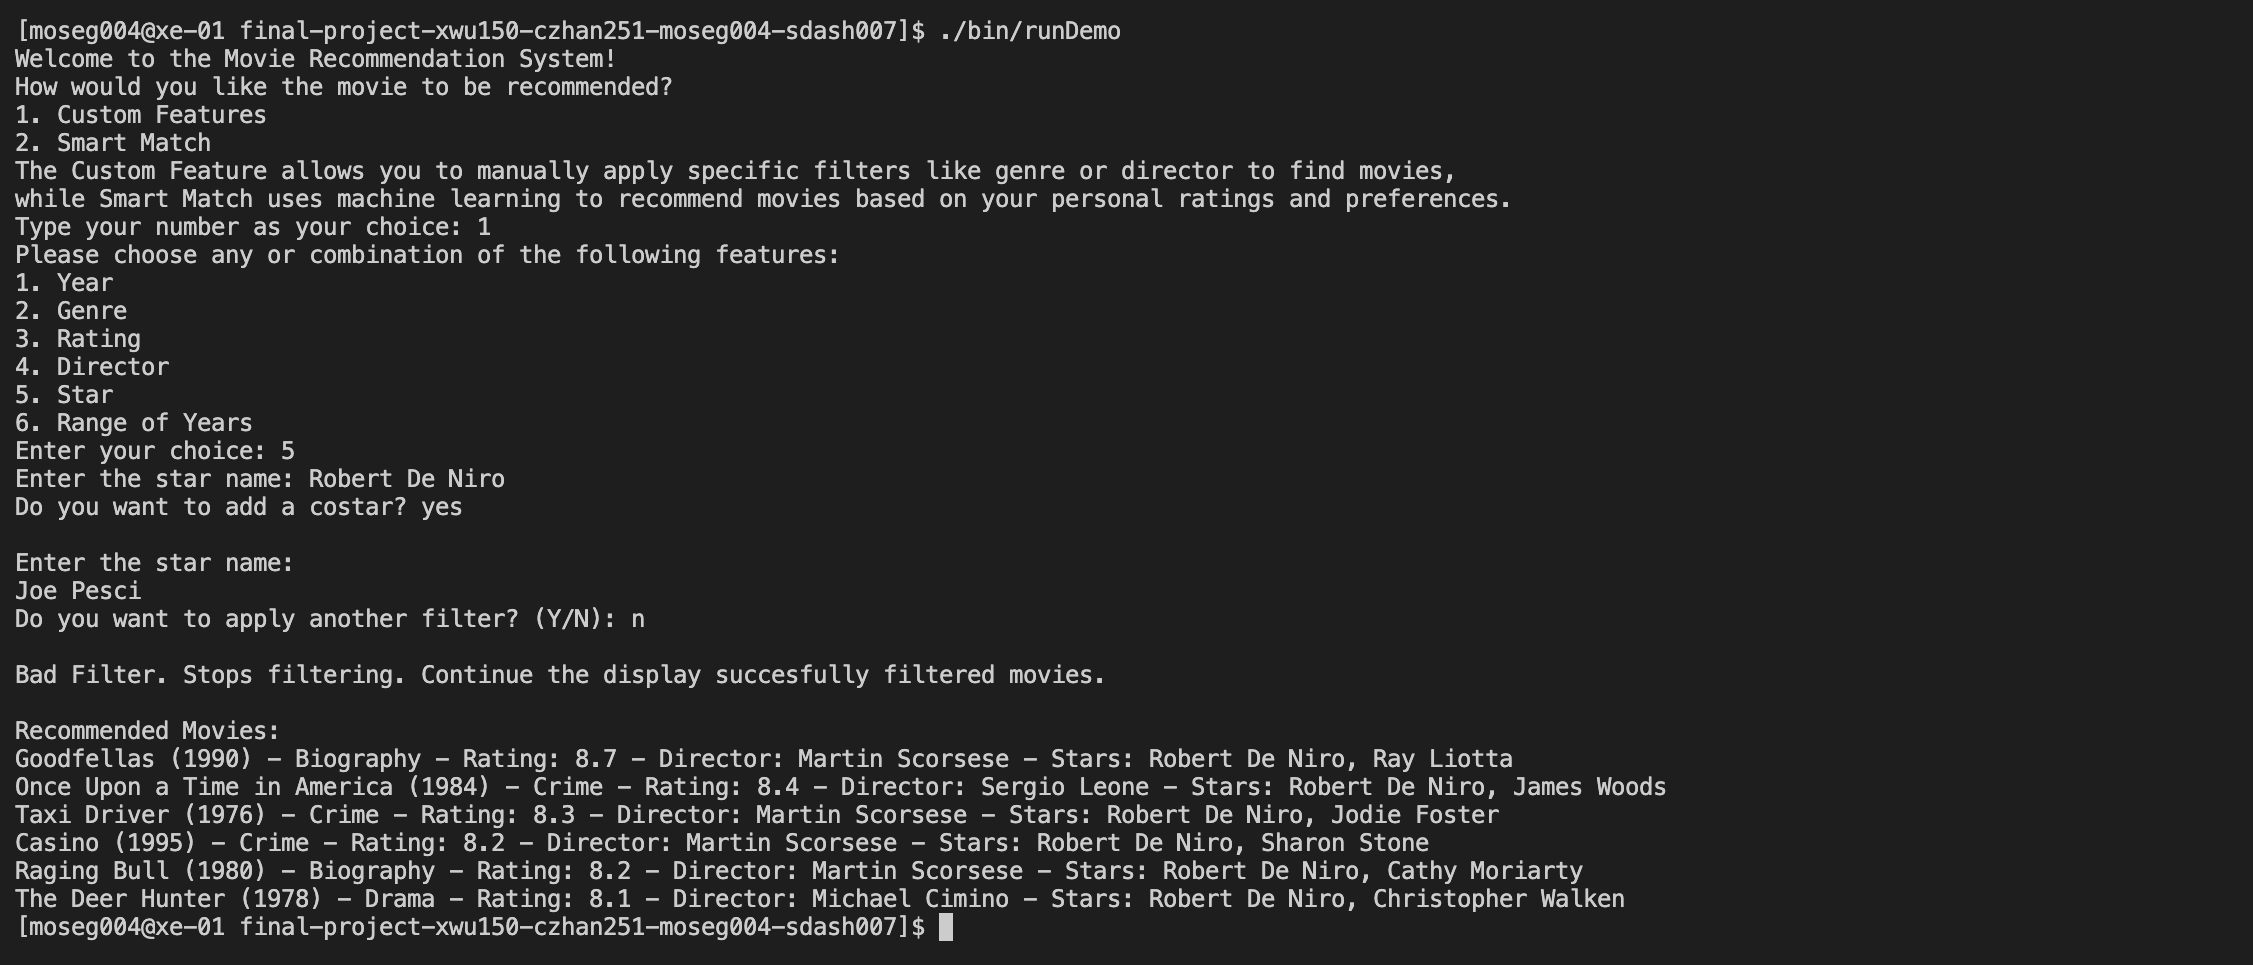 [moseg004@xe-01 final-project-xwu150-czhan251-moseg004-sdash007]$ ./bin/runDemo
Welcome to the Movie Recommendation System!
How would you like the movie to be recommended?
1. Custom Features
2. Smart Match
The Custom Feature allows you to manually apply specific filters like genre or director to find movies,
while Smart Match uses machine learning to recommend movies based on your personal ratings and preferences.
Type your number as your choice: 1
Please choose any or combination of the following features:
1. Year
2. Genre
3. Rating
4. Director
5. Star
6. Range of Years
Enter your choice: 5
Enter the star name: Robert De Niro
Do you want to add a costar? yes
Enter the star name:
Joe Pesci
Do you want to apply another filter? (Y/N): n
Bad Filter. Stops filtering. Continue the display succesfully filtered movies.
Recommended Movies:
Goodfellas (1990) - Biography - Rating: 8.7 - Director: Martin Scorsese - Stars: Robert De Niro, Ray Liotta
Once Upon a Time in America (1984) - Crime - Rating: 8.4 - Director: Sergio Leone - Stars: Robert De Niro, James Woods
Taxi Driver (1976) - Crime - Rating: 8.3 - Director: Martin Scorsese - Stars: Robert De Niro, Jodie Foster
Casino (1995) - Crime - Rating: 8.2 - Director: Martin Scorsese - Stars: Robert De Niro, Sharon Stone
Raging Bull (1980) - Biography - Rating: 8.2 - Director: Martin Scorsese - Stars: Robert De Niro, Cathy Moriarty
The Deer Hunter (1978) - Drama - Rating: 8.1 - Director: Michael Cimino - Stars: Robert De Niro, Christopher Walken
[moseg004@xe-01 final-project-xwu150-czhan251-moseg004-sdash007]$